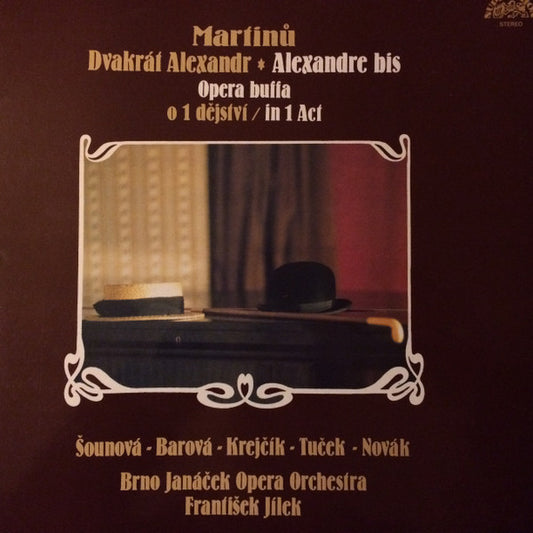 STEREO
Martinů
Dvakrát Alexandr * Alexandre bis
Opera buffa
o 1 dějství / in 1 Act
Šounová - Barová - Krejčík - Tuček - Novák
Brno Janáček Opera Orchestra
František Jílek